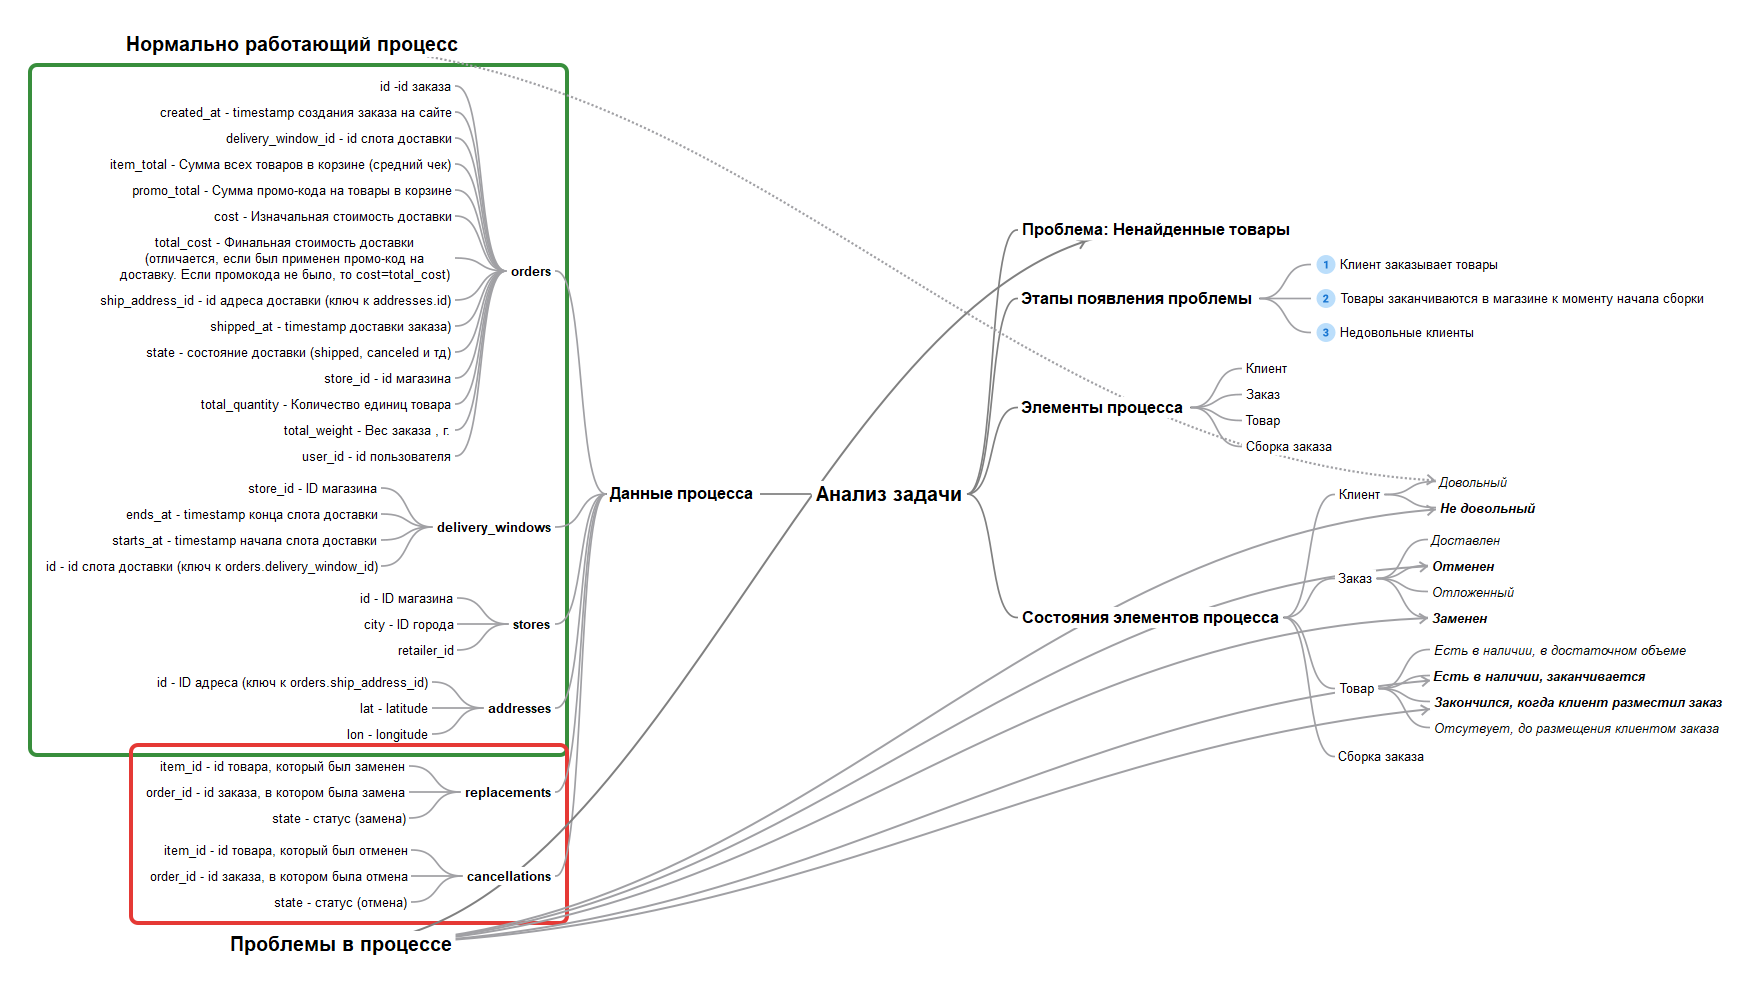 Нормально работающий процесс
id -id заказа
created_at - timestamp создания заказа на сайте
delivery_window_id - id слота доставки
item_total - Сумма всех товаров в корзине (средний чек)
promo_total - Сумма промо-кода на товары в корзине
cost - Изначальная стоимость доставки
total_cost - Финальная стоимость доставки
(отличается, если был применен промо-код на
доставку. Если промокода не было, то cost=total_cost)
ship_address_id - id адреса доставки (ключ к addresses.id)
shipped_at - timestamp доставки заказа)
state - состояние доставки (shipped, canceled и тд)
store_id - id магазина
total_quantity - Количество единиц товара
total_weight - Вес заказа , г.
user_id - id пользователя
orders
store_id - ID магазина
ends_at - timestamp конца слота доставки
starts_at - timestamp начала слота доставки
id - id слота доставки (ключ к orders.delivery_window_id)
delivery_windows
id - ID магазина
city - ID города
retailer_id
stores
id - ID адреса (ключ к orders.ship_address_id)
lat - latitude
lon - longitude
addresses
item_id - id товара, который был заменен
order_id - id заказа, в котором была замена
state - статус (замена)
replacements
item_id - id товара, который был отменен
order_id - id заказа, в котором была отмена
state - статус (отмена)
cancellations
Проблемы в процессе
Данные процесса
Анализ задачи
Проблема: Ненайденные товары
Этапы появления проблемы
1 Клиент заказывает товары
2 Товары заканчиваются в магазине к моменту начала сборки
3 Недовольные клиенты
Элементы процесса
Клиент
Заказ
Товар
Сборка заказа
Состояния элементов процесса
Клиент
Довольный
Не довольный
Заказ
Доставлен
Отменен
Отложенный
Заменен
Товар
Есть в наличии, в достаточном объеме
Есть в наличии, заканчивается
Закончился, когда клиент разместил заказ
Отсутвует, до размещения клиентом заказа
Сборка заказа